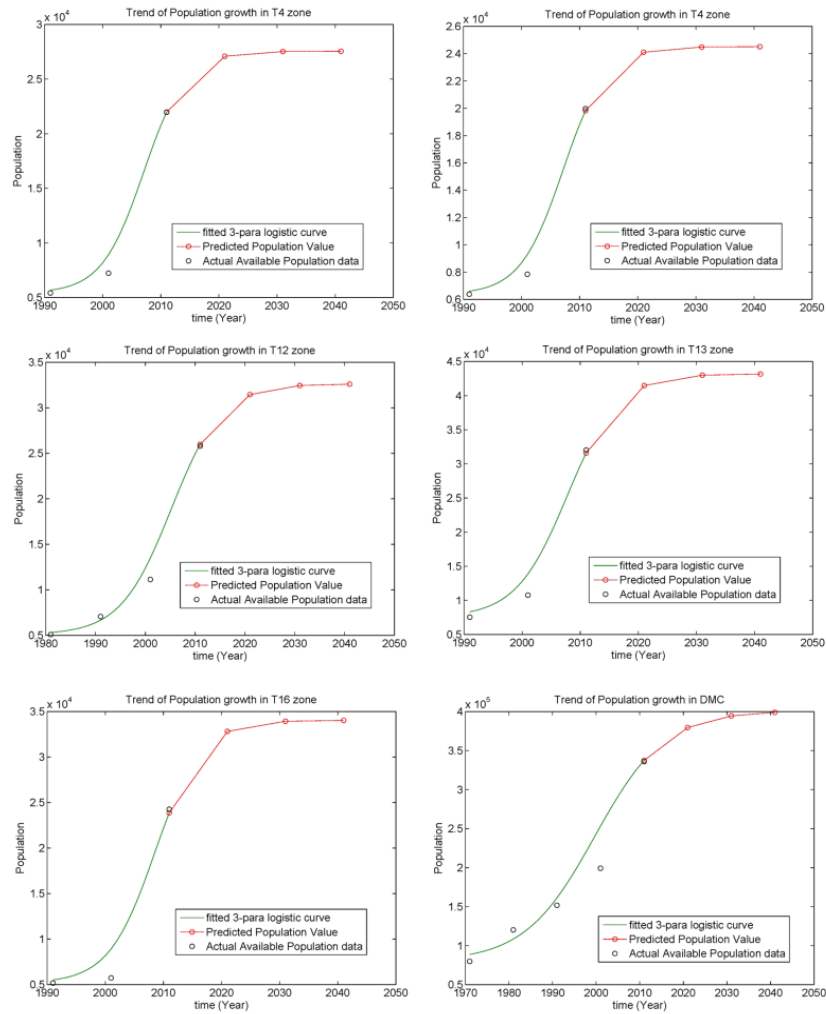 Trend of Population growth in T4 zone
x 10⁴
3
2.5
2
1.5
1
0.5
Population
fitted 3-para logistic curve
Predicted Population Value
Actual Available Population data
1990 2000 2010 2020 2030 2040 2050
time (Year)
Trend of Population growth in T4 zone
x 10⁴
2.6
2.4
2.2
2
1.8
1.6
1.4
1.2
1
0.8
0.6
Population
fitted 3-para logistic curve
Predicted Population Value
Actual Available Population data
1990 2000 2010 2020 2030 2040 2050
time (Year)
Trend of Population growth in T12 zone
x 10⁴
3.5
3
2.5
2
1.5
1
0.5
Population
fitted 3-para logistic curve
Predicted Population Value
Actual Available Population data
1980 1990 2000 2010 2020 2030 2040 2050
time (Year)
Trend of Population growth in T13 zone
x 10⁴
4.5
4
3.5
3
2.5
2
1.5
1
0.5
Population
fitted 3-para logistic curve
Predicted Population Value
Actual Available Population data
1990 2000 2010 2020 2030 2040 2050
time (Year)
Trend of Population growth in T16 zone
x 10⁴
3.5
3
2.5
2
1.5
1
0.5
Population
fitted 3-para logistic curve
Predicted Population Value
Actual Available Population data
1990 2000 2010 2020 2030 2040 2050
time (Year)
Trend of Population growth in DMC
x 10⁵
4
3.5
3
2.5
2
1.5
1
0.5
Population
fitted 3-para logistic curve
Predicted Population Value
Actual Available Population data
1970 1980 1990 2000 2010 2020 2030 2040 2050
time (Year)